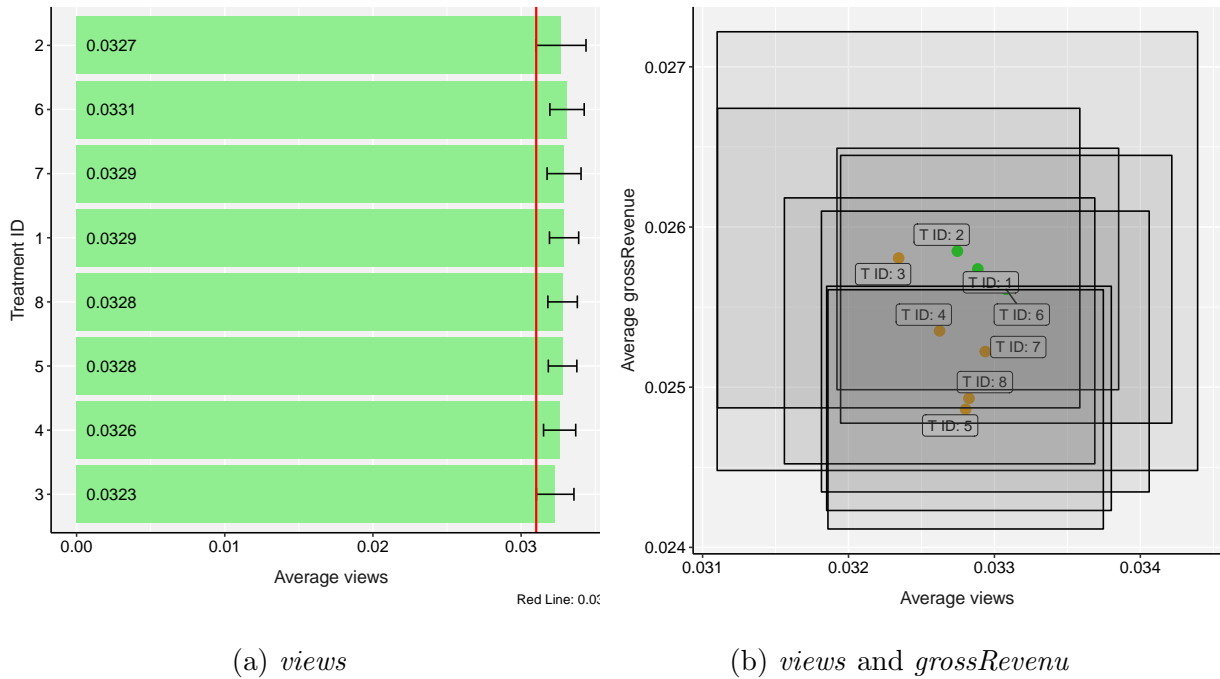 2
0.0327
6
0.0331
7
0.0329
1
0.0329
8
0.0328
5
0.0328
4
0.0326
3
0.0323
Treatment ID
0.00
0.01
0.02
0.03
Average views
Red Line: 0.03
(a) views
0.027
0.026
0.025
0.024
Average grossRevenue
T ID: 2
T ID: 3
T ID: 1
T ID: 4
T ID: 6
T ID: 7
T ID: 8
T ID: 5
0.031
0.032
0.033
0.034
Average views
(b) views and grossRevenu